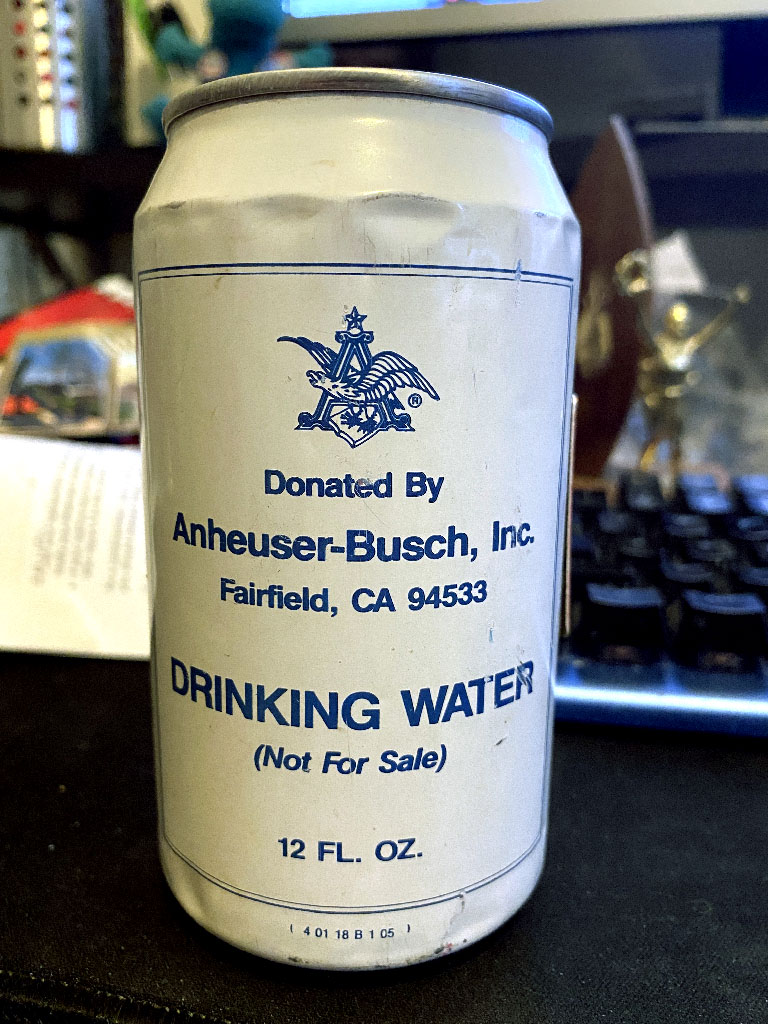 ®
Donated By
Anheuser-Busch, Inc.
Fairfield, CA 94533
DRINKING WATER
(Not For Sale)
12 FL. OZ.
( 4 01 18 B 1 05 )